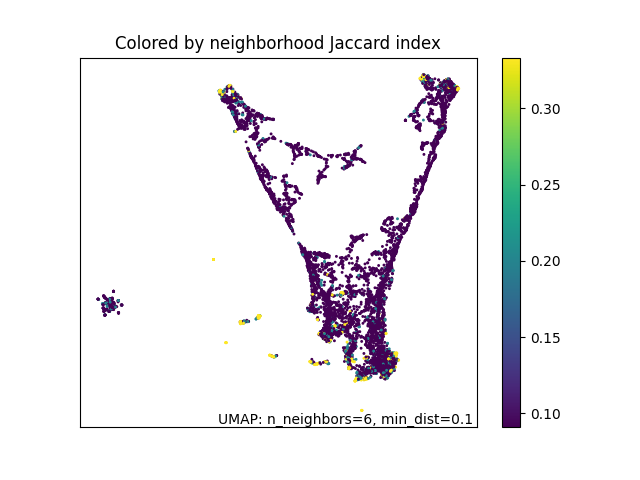 Colored by neighborhood Jaccard index
0.30
0.25
0.20
0.15
0.10
UMAP: n_neighbors=6, min_dist=0.1